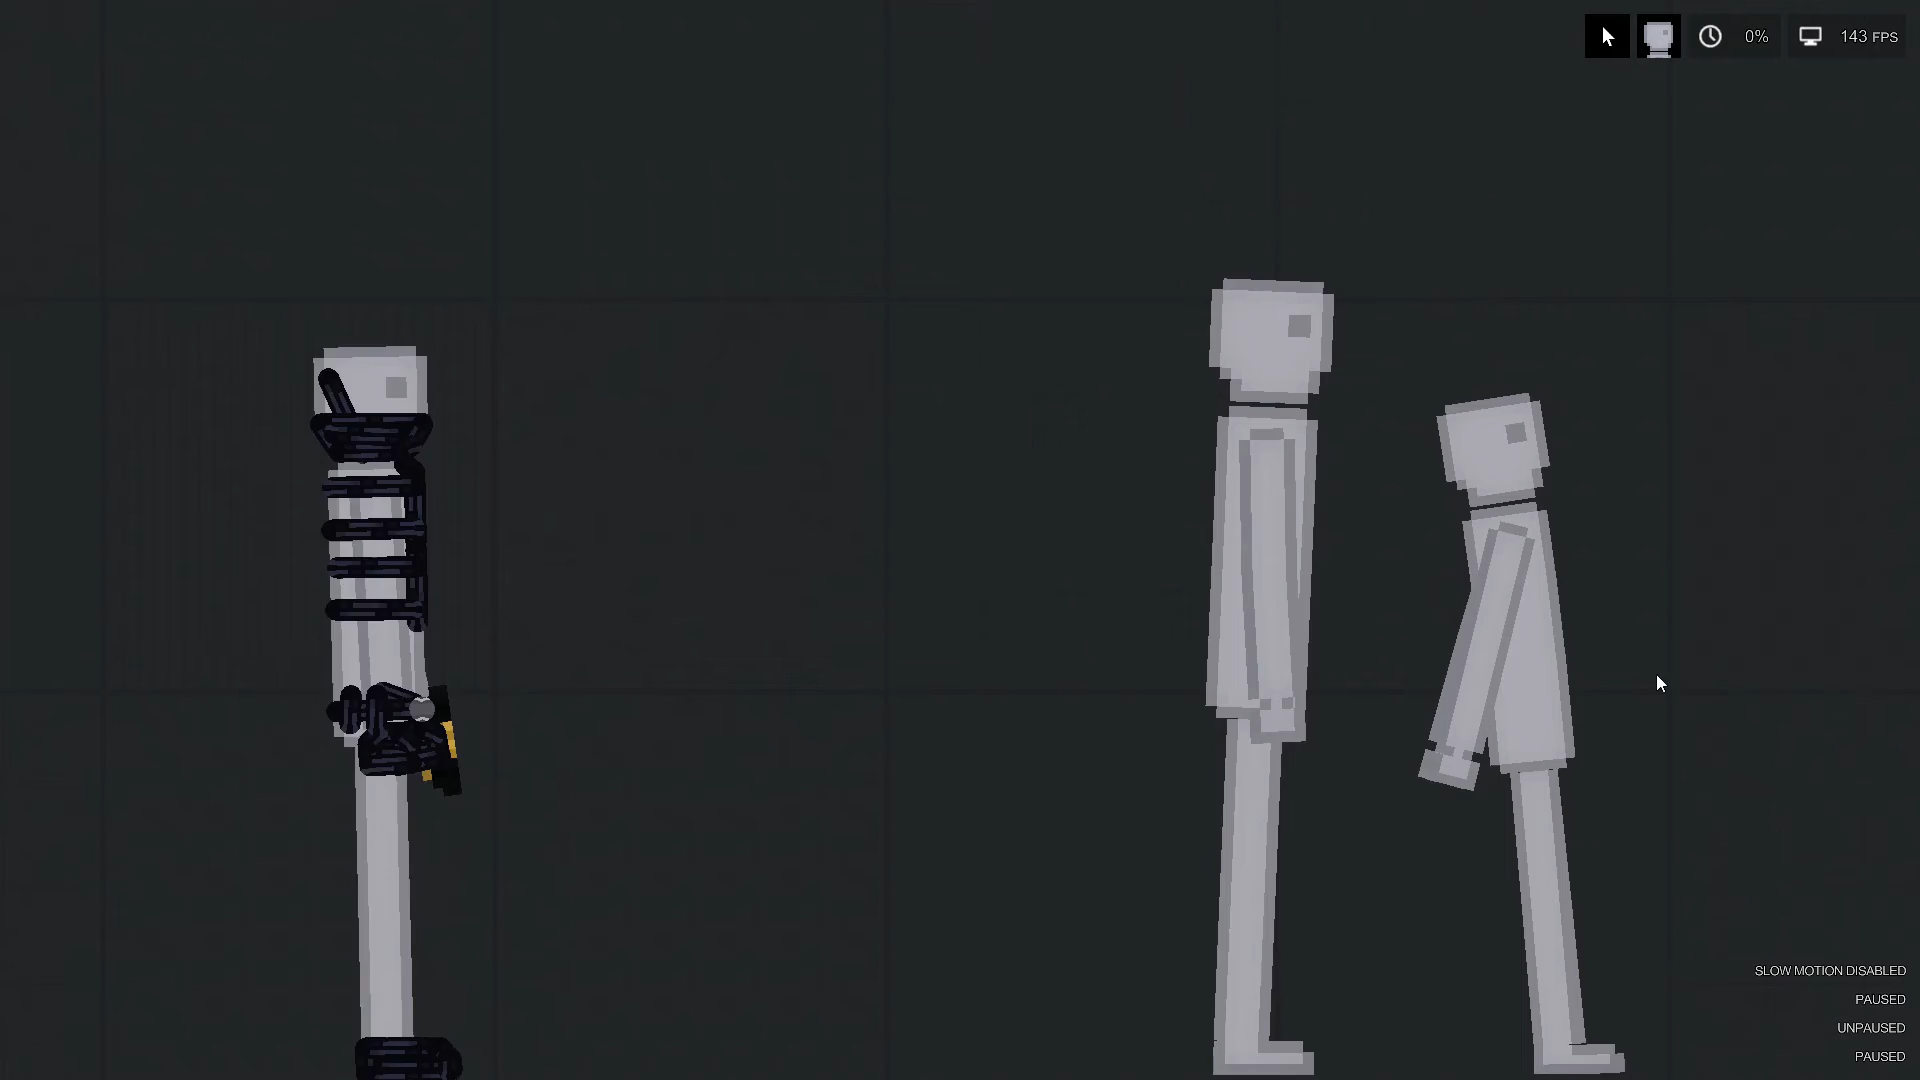 0%
143 FPS
SLOW MOTION DISABLED
PAUSED
UNPAUSED
PAUSED